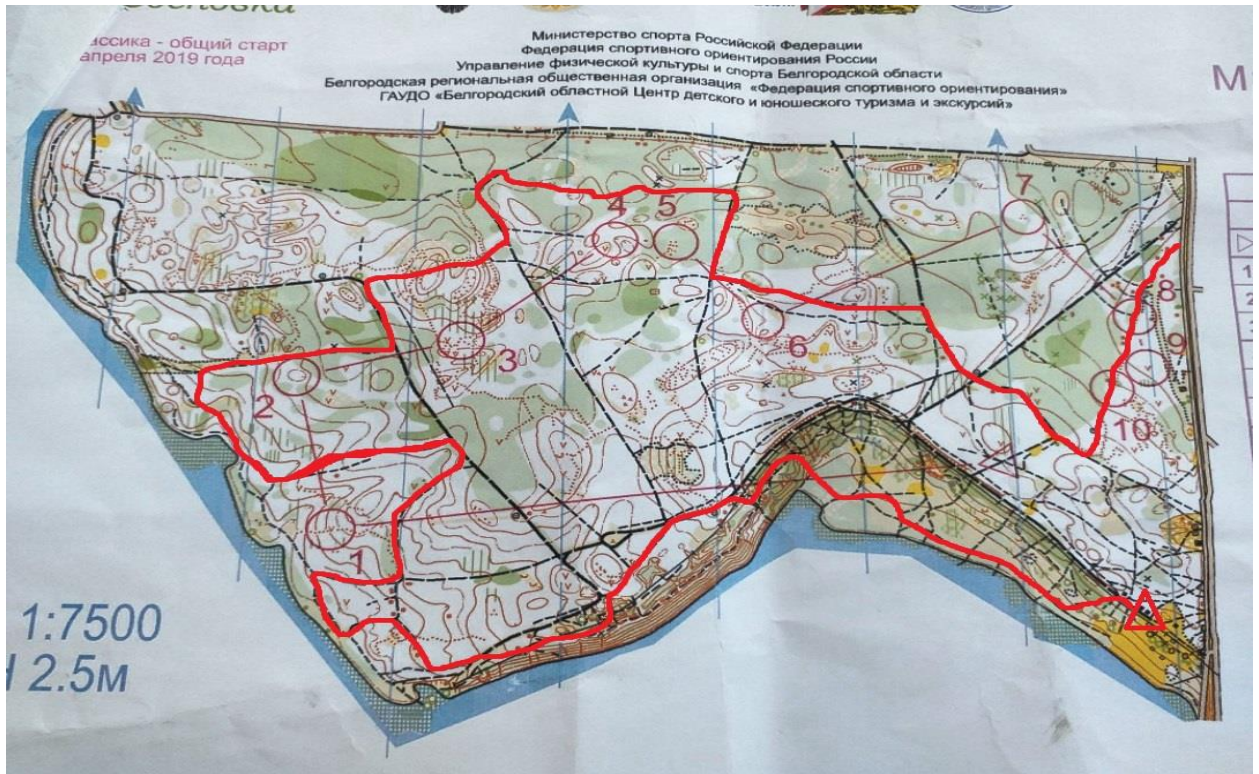 классика - общий старт
апреля 2019 года
Министерство спорта Российской Федерации
Федерация спортивного ориентирования России
Управление физической культуры и спорта Белгородской области
Белгородская региональная общественная организация «Федерация спортивного ориентирования»
ГАУДО «Белгородский областной Центр детского и юношеского туризма и экскурсий»
М
7
4 5
8
6
9
3
2
10
1
1:7500
Н 2.5м